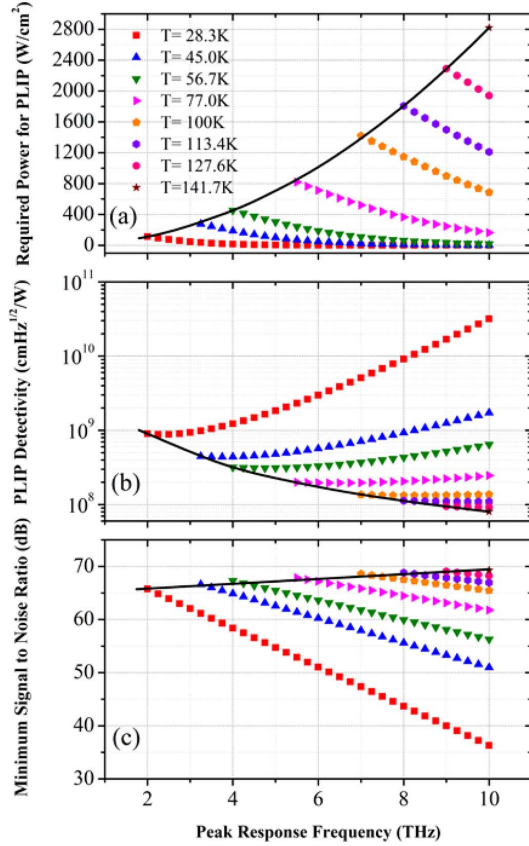 Required Power for PLIP (W/cm²)
2800
2400
2000
1600
1200
800
400
0
T= 28.3K
T= 45.0K
T= 56.7K
T= 77.0K
T= 100K
T= 113.4K
T= 127.6K
T=141.7K
(a)
PLIP Detectivity (cmHz^1/2/W)
10¹¹
10¹⁰
10⁹
10⁸
(b)
Minimum Signal to Noise Ratio (dB)
70
60
50
40
30
(c)
2 4 6 8 10
Peak Response Frequency (THz)